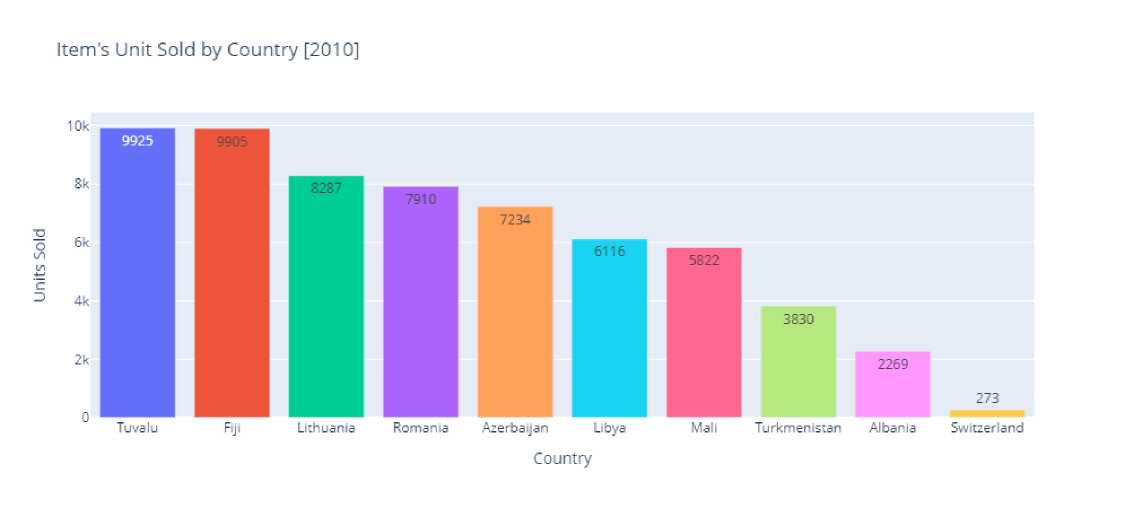 Item's Unit Sold by Country [2010]
10k
8k
6k
4k
2k
0
Units Sold
9925
9905
8287
7910
7234
6116
5822
3830
2269
273
Tuvalu Fiji Lithuania Romania Azerbaijan Libya Mali Turkmenistan Albania Switzerland
Country